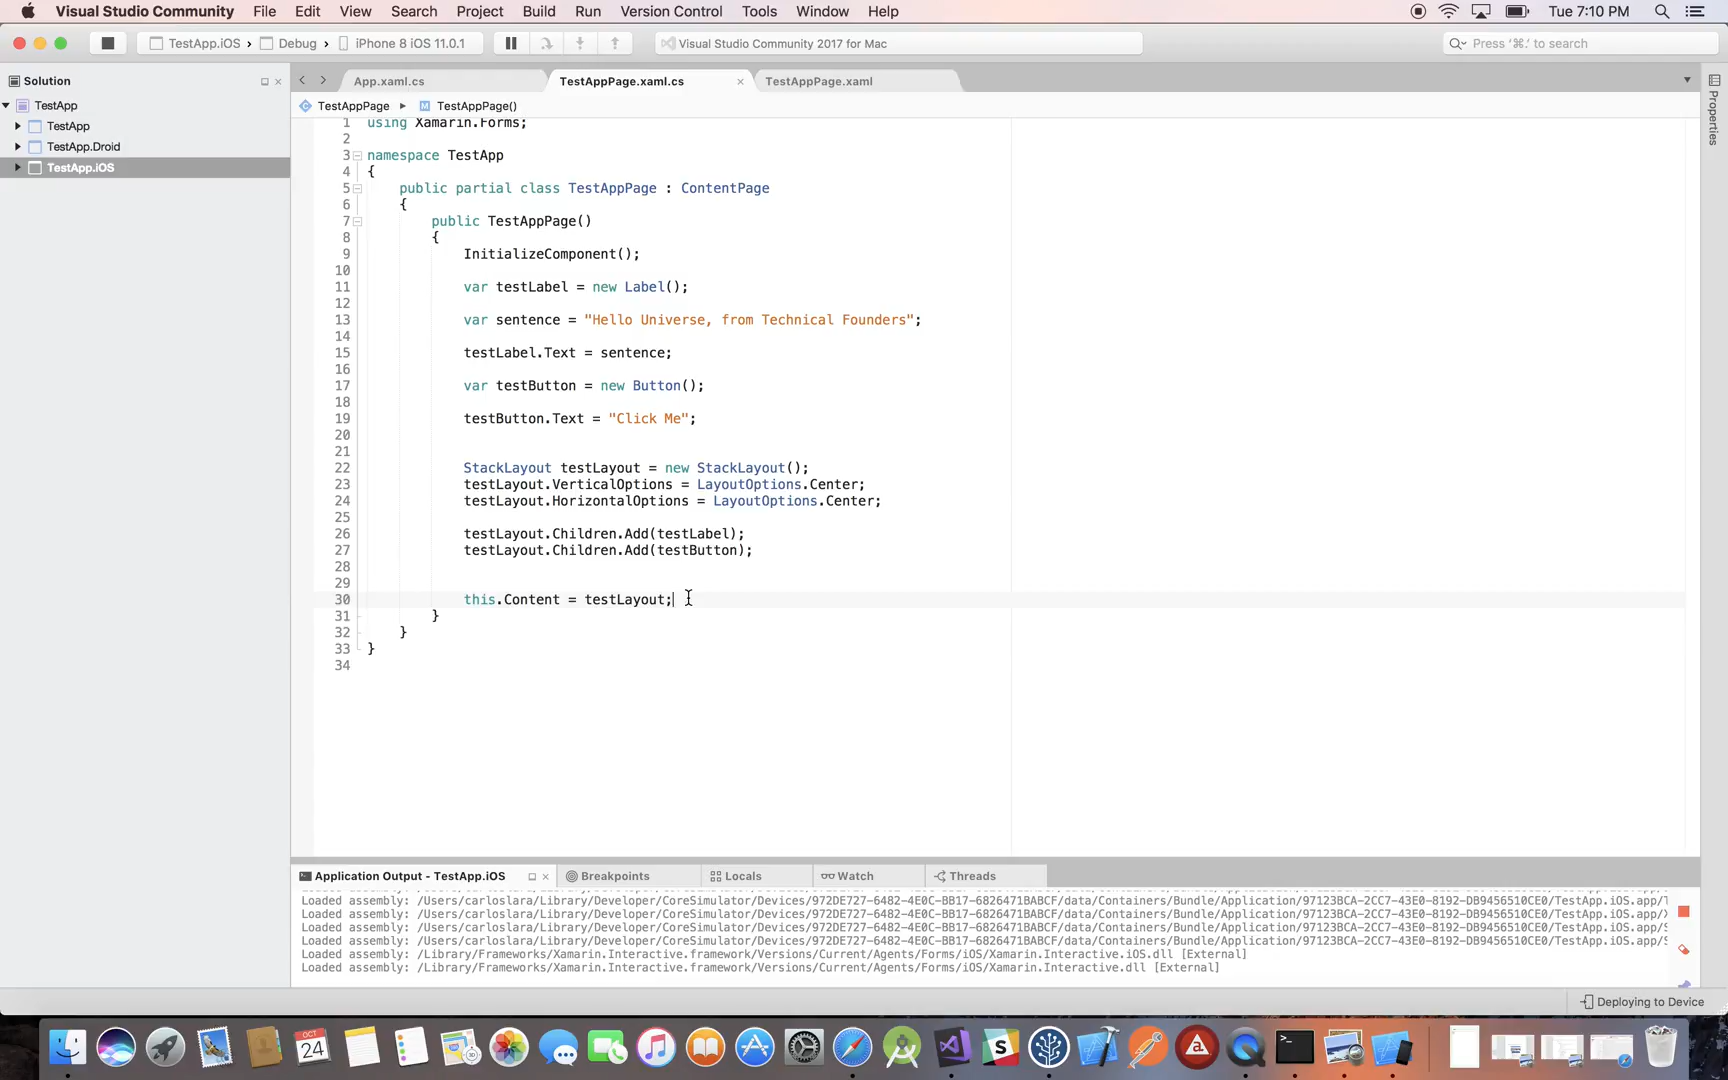 Visual Studio Community File Edit View Search Project Build Run Version Control Tools Window Help Tue 7:10 PM
TestApp.iOS › Debug › iPhone 8 iOS 11.0.1 Visual Studio Community 2017 for Mac Press '⌘.' to search
Solution
App.xaml.cs TestAppPage.xaml.cs TestAppPage.xaml
TestApp
TestApp
TestApp.Droid
TestApp.iOS
TestAppPage TestAppPage()
Properties
1 using Xamarin.Forms;
2
3 namespace TestApp
4 {
5 public partial class TestAppPage : ContentPage
6 {
7 public TestAppPage()
8 {
9 InitializeComponent();
10
11 var testLabel = new Label();
12
13 var sentence = "Hello Universe, from Technical Founders";
14
15 testLabel.Text = sentence;
16
17 var testButton = new Button();
18
19 testButton.Text = "Click Me";
20
21
22 StackLayout testLayout = new StackLayout();
23 testLayout.VerticalOptions = LayoutOptions.Center;
24 testLayout.HorizontalOptions = LayoutOptions.Center;
25
26 testLayout.Children.Add(testLabel);
27 testLayout.Children.Add(testButton);
28
29
30 this.Content = testLayout;
31 }
32 }
33 }
34
Application Output - TestApp.iOS Breakpoints Locals Watch Threads
Loaded assembly: /Users/carloslara/Library/Developer/CoreSimulator/Devices/972DE727-6482-4E0C-BB17-6826471BABCF/data/Containers/Bundle/Application/97123BCA-2CC7-43E0-8192-DB9456510CE0/TestApp.iOS.app/
Loaded assembly: /Users/carloslara/Library/Developer/CoreSimulator/Devices/972DE727-6482-4E0C-BB17-6826471BABCF/data/Containers/Bundle/Application/97123BCA-2CC7-43E0-8192-DB9456510CE0/TestApp.iOS.app/
Loaded assembly: /Users/carloslara/Library/Developer/CoreSimulator/Devices/972DE727-6482-4E0C-BB17-6826471BABCF/data/Containers/Bundle/Application/97123BCA-2CC7-43E0-8192-DB9456510CE0/TestApp.iOS.app/S
Loaded assembly: /Users/carloslara/Library/Developer/CoreSimulator/Devices/972DE727-6482-4E0C-BB17-6826471BABCF/data/Containers/Bundle/Application/97123BCA-2CC7-43E0-8192-DB9456510CE0/TestApp.iOS.app/S
Loaded assembly: /Library/Frameworks/Xamarin.Interactive.framework/Versions/Current/Agents/Forms/iOS/Xamarin.Interactive.iOS.dll [External]
Loaded assembly: /Library/Frameworks/Xamarin.Interactive.framework/Versions/Current/Agents/Forms/iOS/Xamarin.Interactive.dll [External]
Deploying to Device
OCT
24